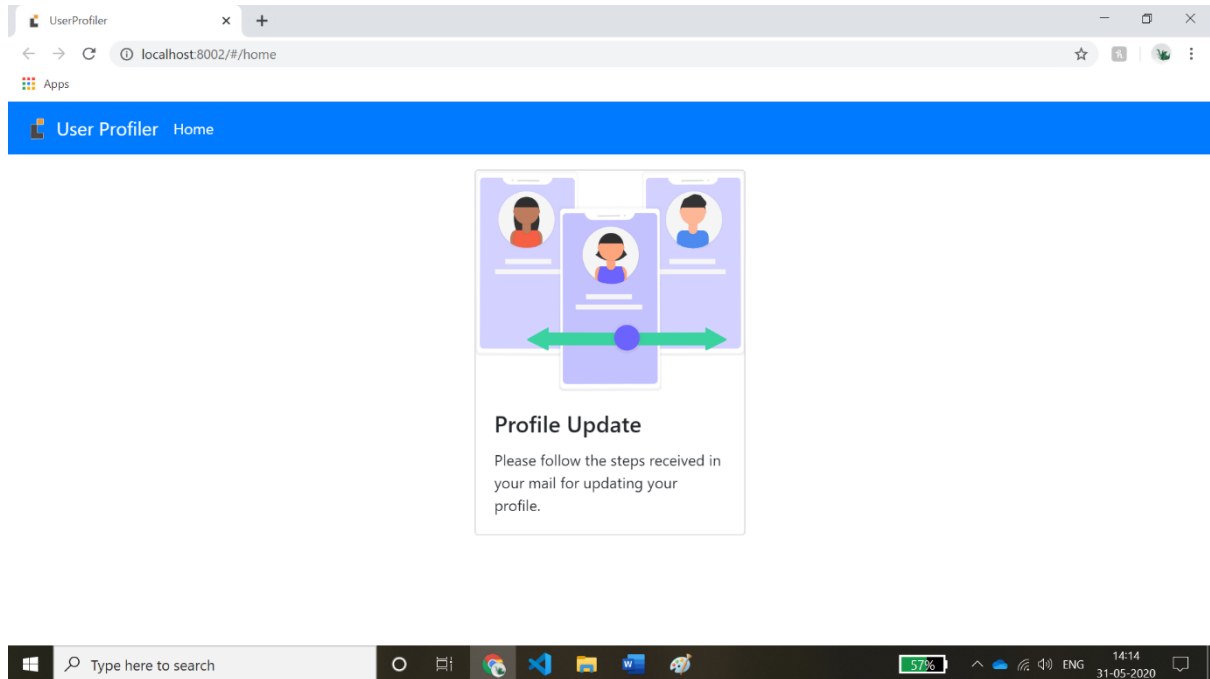 UserProfiler
localhost:8002/#/home
Apps
User Profiler Home
Profile Update
Please follow the steps received in
your mail for updating your
profile.
Type here to search
57%
ENG
14:14
31-05-2020